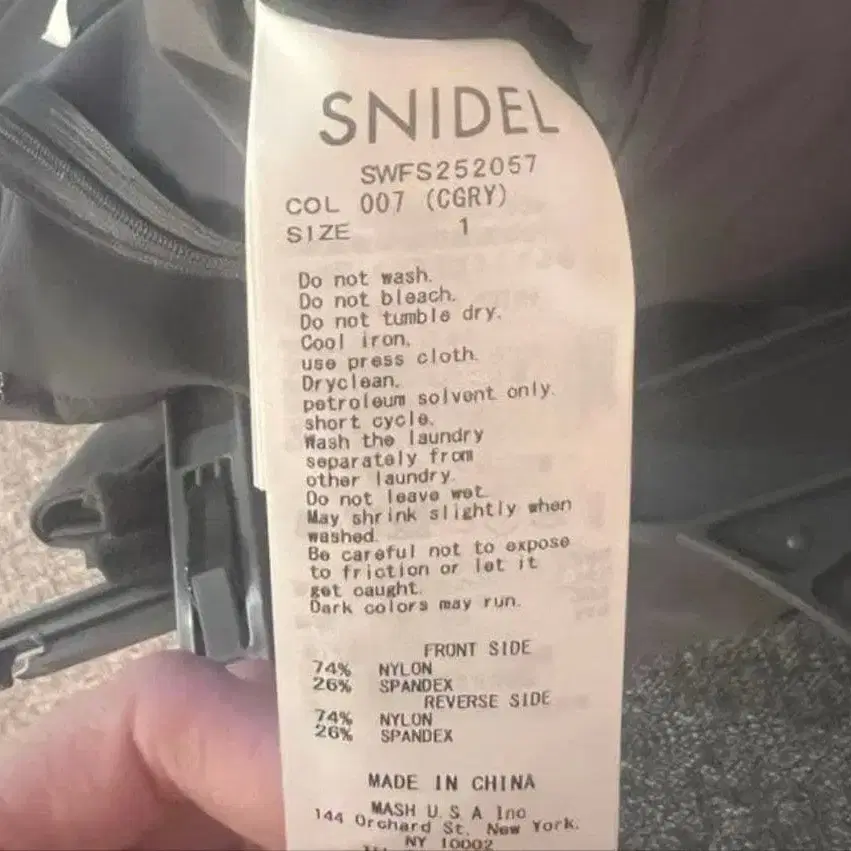 SNIDEL
SWFS252057
COL 007 (CGRY)
SIZE 1
Do not wash.
Do not bleach.
Do not tumble dry.
Cool iron.
use press cloth.
Dryclean.
petroleum solvent only.
short cycle.
Wash the laundry
separately from
other laundry.
Do not leave wet.
May shrink slightly when
washed.
Be careful not to expose
to friction or let it
get caught.
Dark colors may run.
FRONT SIDE
74% NYLON
26% SPANDEX
REVERSE SIDE
74% NYLON
26% SPANDEX
MADE IN CHINA
MASH U.S.A Inc
144 Orchard St. New York.
NY 10002